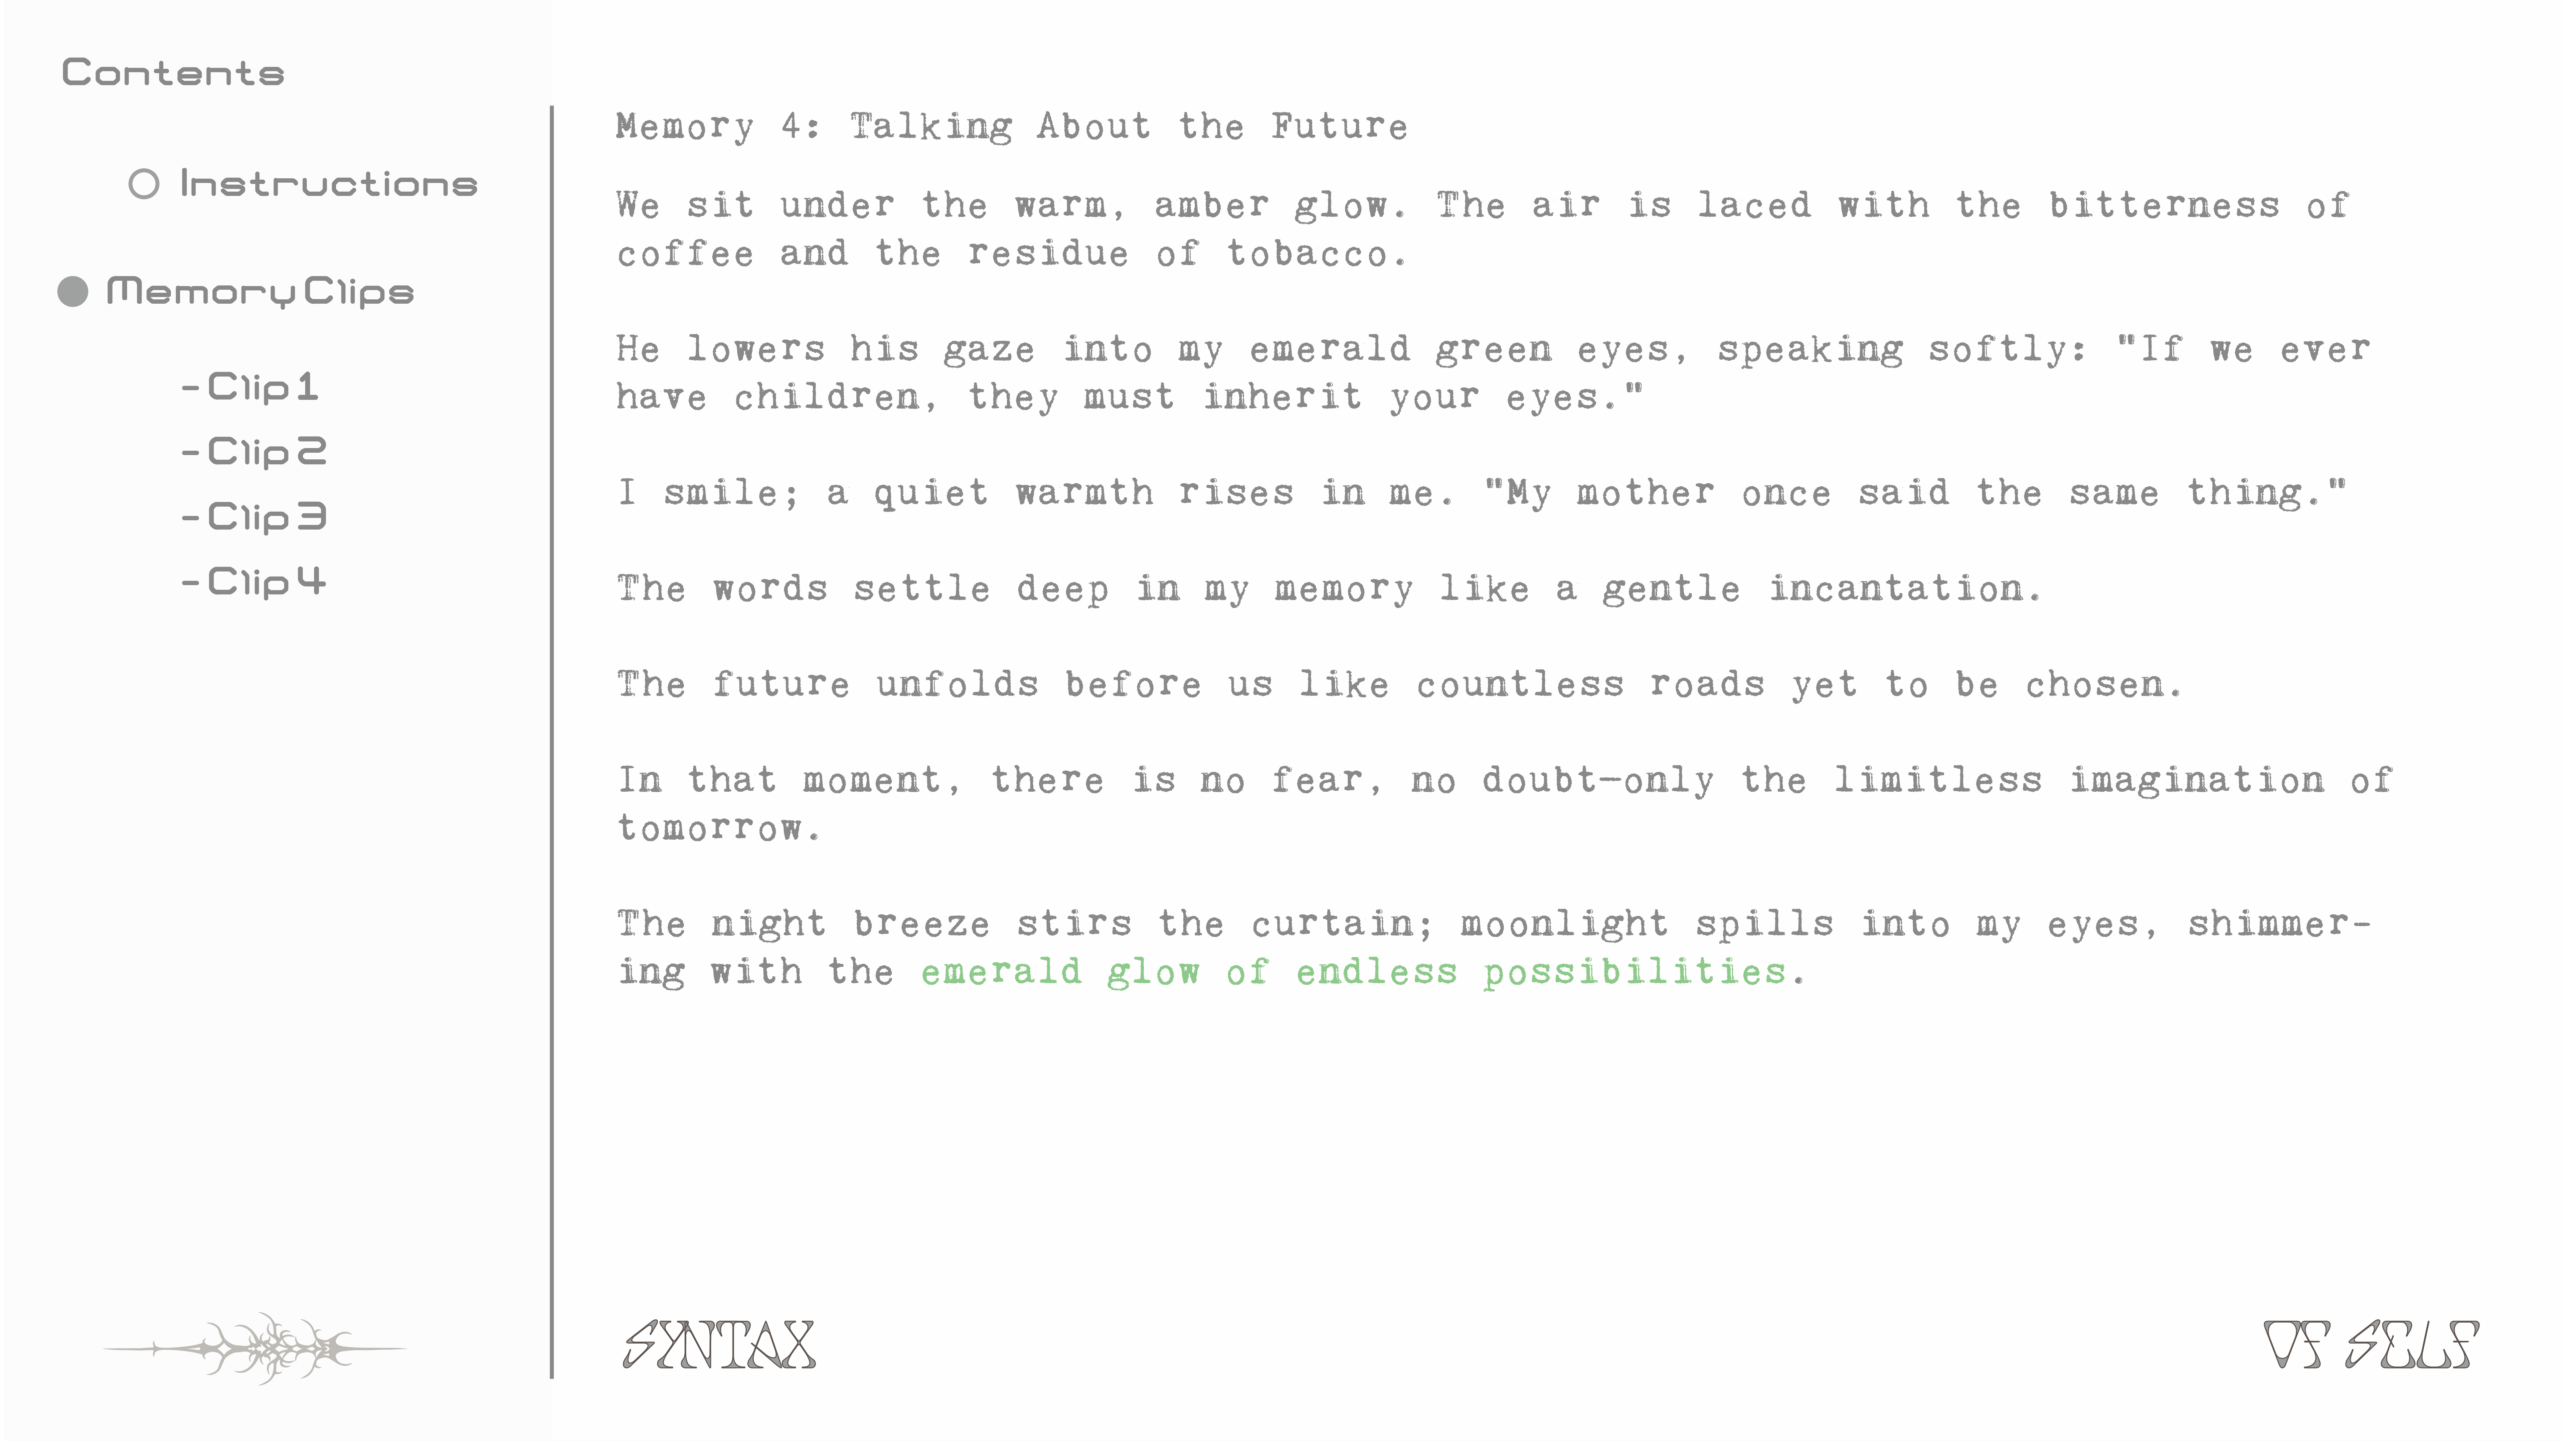 Contents
Instructions
Memory Clips
-Clip 1
-Clip 2
-Clip 3
-Clip 4
Memory 4: Talking About the Future
We sit under the warm, amber glow. The air is laced with the bitterness of
coffee and the residue of tobacco.
He lowers his gaze into my emerald green eyes, speaking softly: "If we ever
have children, they must inherit your eyes."
I smile; a quiet warmth rises in me. "My mother once said the same thing."
The words settle deep in my memory like a gentle incantation.
The future unfolds before us like countless roads yet to be chosen.
In that moment, there is no fear, no doubt—only the limitless imagination of
tomorrow.
The night breeze stirs the curtain; moonlight spills into my eyes, shimmer-
ing with the emerald glow of endless possibilities.
SYNTAX
OF SELF